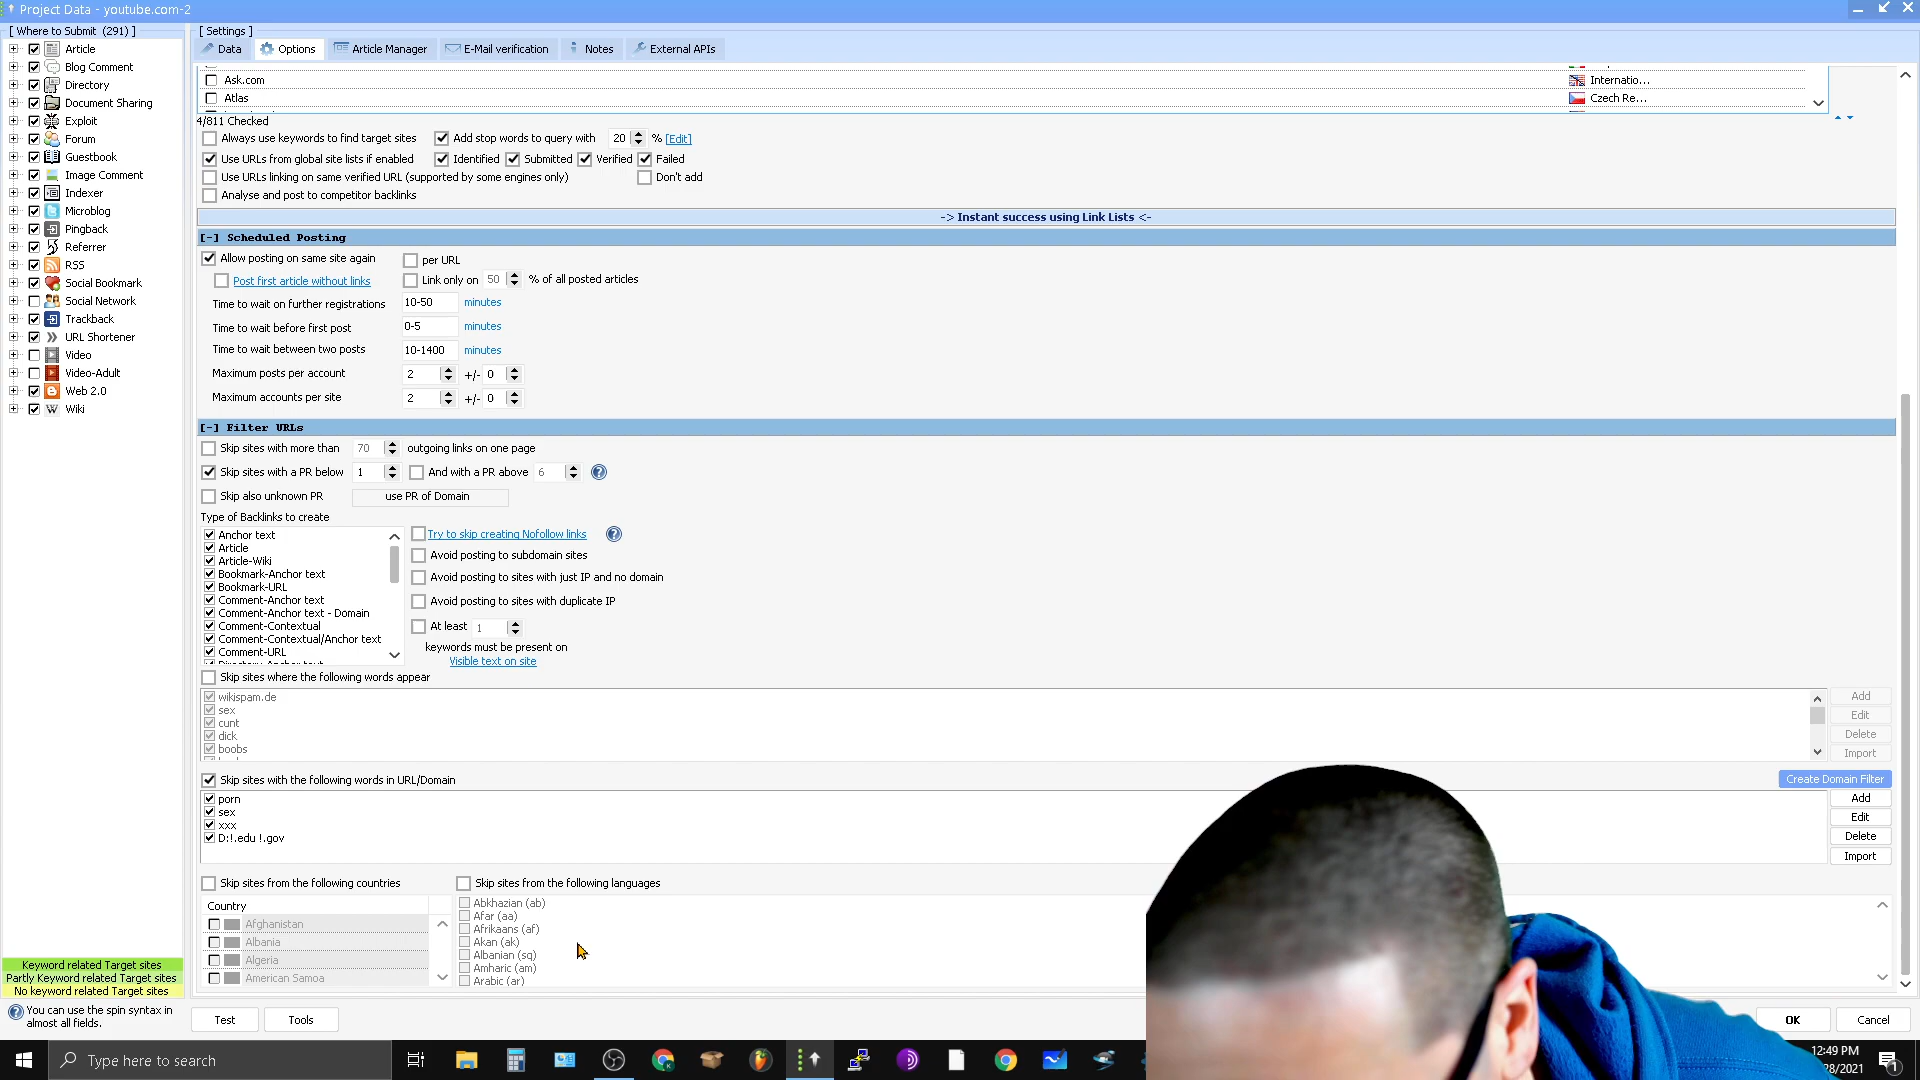 Project Data - youtube.com-2
[ Where to Submit (291) ]
Article
Blog Comment
Directory
Document Sharing
Exploit
Forum
Guestbook
Image Comment
Indexer
Microblog
Pingback
Referrer
RSS
Social Bookmark
Social Network
Trackback
URL Shortener
Video
Video-Adult
Web 2.0
Wiki
Keyword related Target sites
Partly Keyword related Target sites
No keyword related Target sites
You can use the spin syntax in
almost all fields.
[ Settings ]
Data Options Article Manager E-Mail verification Notes External APIs
Ask.com Internatio...
Atlas Czech Re...
4/811 Checked
Always use keywords to find target sites Add stop words to query with 20 % [Edit]
Use URLs from global site lists if enabled Identified Submitted Verified Failed
Use URLs linking on same verified URL (supported by some engines only) Don't add
Analyse and post to competitor backlinks
-> Instant success using Link Lists <-
[-] Scheduled Posting
Allow posting on same site again per URL
Post first article without links Link only on 50 % of all posted articles
Time to wait on further registrations 10-50 minutes
Time to wait before first post 0-5 minutes
Time to wait between two posts 10-1400 minutes
Maximum posts per account 2 +/- 0
Maximum accounts per site 2 +/- 0
[-] Filter URLs
Skip sites with more than 70 outgoing links on one page
Skip sites with a PR below 1 And with a PR above 6
Skip also unknown PR use PR of Domain
Type of Backlinks to create
Anchor text
Article
Article-Wiki
Bookmark-Anchor text
Bookmark-URL
Comment-Anchor text
Comment-Anchor text - Domain
Comment-Contextual
Comment-Contextual/Anchor text
Comment-URL
Directory-Anchor text
Try to skip creating Nofollow links
Avoid posting to subdomain sites
Avoid posting to sites with just IP and no domain
Avoid posting to sites with duplicate IP
At least 1
keywords must be present on
Visible text on site
Skip sites where the following words appear
wikispam.de
sex
cunt
dick
boobs
Add
Edit
Delete
Import
Skip sites with the following words in URL/Domain
Create Domain Filter
porn
sex
xxx
D:!.edu !.gov
Add
Edit
Delete
Import
Skip sites from the following countries
Country
Afghanistan
Albania
Algeria
American Samoa
Skip sites from the following languages
Abkhazian (ab)
Afar (aa)
Afrikaans (af)
Akan (ak)
Albanian (sq)
Amharic (am)
Arabic (ar)
Test Tools OK Cancel
Type here to search
12:49 PM
28/2021
1